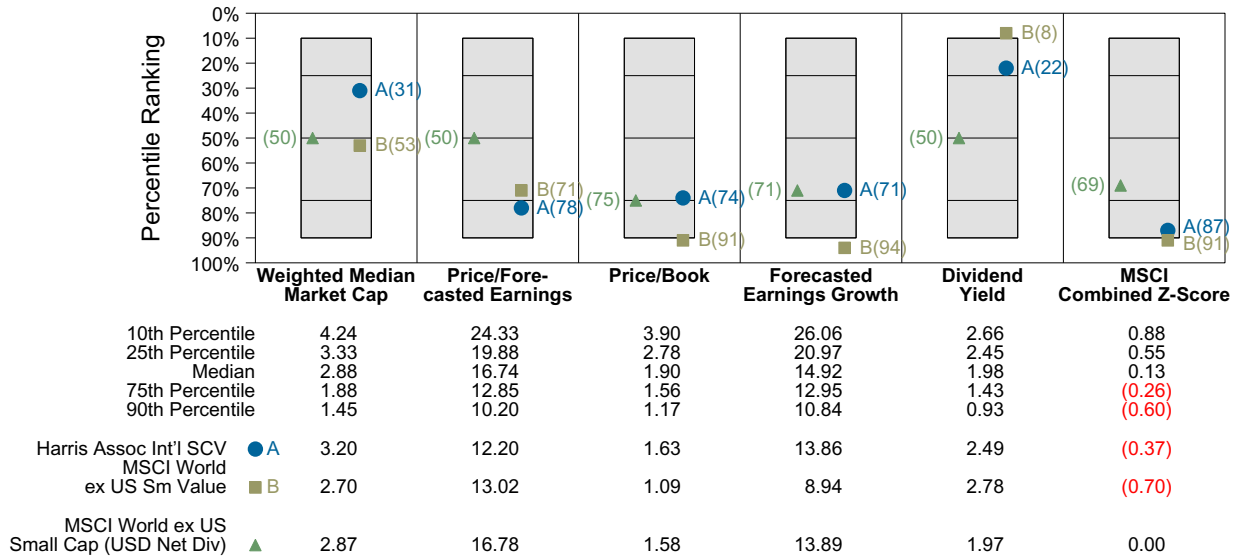 Percentile Ranking
0%
10%
20%
30%
40%
50%
60%
70%
80%
90%
100%
(50)
A(31)
B(53)
(50)
B(71)
A(78)
(75)
A(74)
B(91)
(71)
A(71)
B(94)
B(8)
A(22)
(50)
(69)
A(87)
B(91)
Weighted Median Price/Fore- Price/Book Forecasted Dividend MSCI
Market Cap casted Earnings Earnings Growth Yield Combined Z-Score
10th Percentile 4.24 24.33 3.90 26.06 2.66 0.88
25th Percentile 3.33 19.88 2.78 20.97 2.45 0.55
Median 2.88 16.74 1.90 14.92 1.98 0.13
75th Percentile 1.88 12.85 1.56 12.95 1.43 (0.26)
90th Percentile 1.45 10.20 1.17 10.84 0.93 (0.60)
Harris Assoc Int'l SCV A 3.20 12.20 1.63 13.86 2.49 (0.37)
MSCI World
ex US Sm Value B 2.70 13.02 1.09 8.94 2.78 (0.70)
MSCI World ex US
Small Cap (USD Net Div) 2.87 16.78 1.58 13.89 1.97 0.00